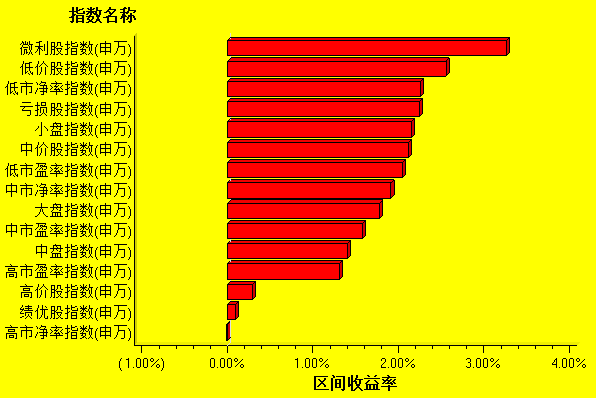 指数名称
微利股指数(申万)
低价股指数(申万)
低市净率指数(申万)
亏损股指数(申万)
小盘指数(申万)
中价股指数(申万)
低市盈率指数(申万)
中市净率指数(申万)
大盘指数(申万)
中市盈率指数(申万)
中盘指数(申万)
高市盈率指数(申万)
高价股指数(申万)
绩优股指数(申万)
高市净率指数(申万)
(1.00%) 0.00% 1.00% 2.00% 3.00% 4.00%
区间收益率